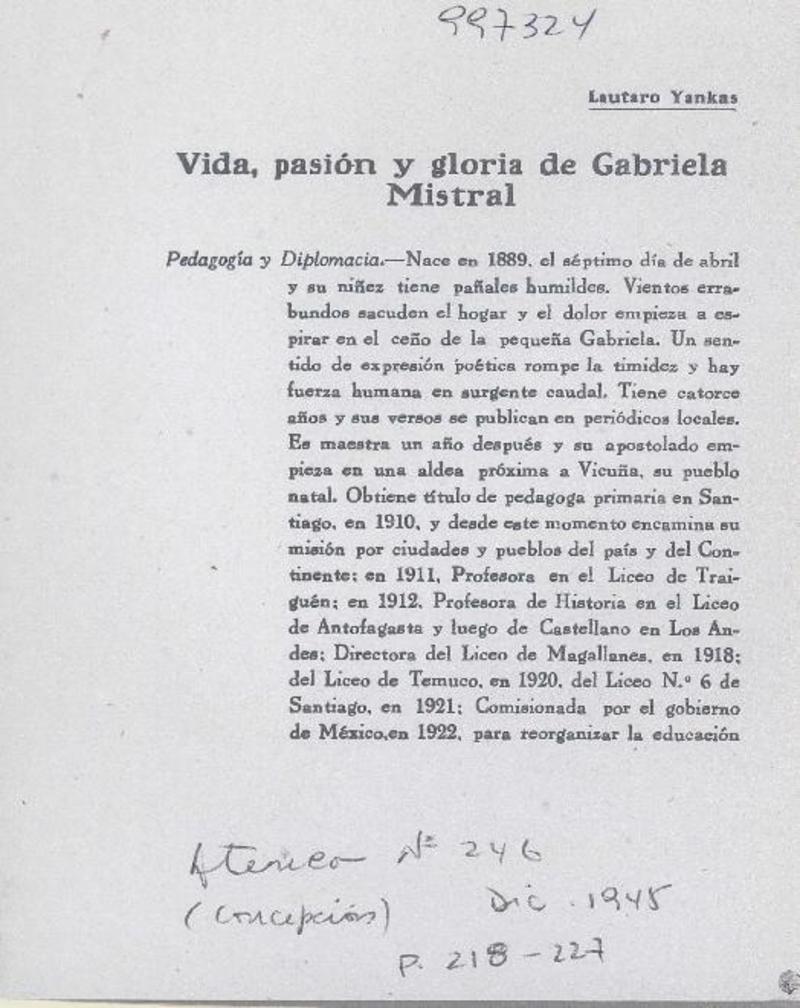 997324
Lautaro Yankas
Vida, pasión y gloria de Gabriela
Mistral
Pedagogía y Diplomacia.—Nace en 1889, el séptimo día de abril
y su niñez tiene pañales humildes. Vientos erra-
bundos sacuden el hogar y el dolor empieza a es-
pirar en el ceño de la pequeña Gabriela. Un sen-
tido de expresión poética rompe la timidez y hay
fuerza humana en surgente caudal. Tiene catorce
años y sus versos se publican en periódicos locales.
Es maestra un año después y su apostolado em-
pieza en una aldea próxima a Vicuña, su pueblo
natal. Obtiene título de pedagoga primaria en San-
tiago, en 1910, y desde este momento encamina su
misión por ciudades y pueblos del país y del Con-
tinente: en 1911, Profesora en el Liceo de Trai-
guén; en 1912, Profesora de Historia en el Liceo
de Antofagasta y luego de Castellano en Los An-
des; Directora del Liceo de Magallanes, en 1918;
del Liceo de Temuco, en 1920, del Liceo N.º 6 de
Santiago, en 1921; Comisionada por el gobierno
de México,en 1922, para reorganizar la educación
Atenea Nº 246
(Concepción) Dic. 1945
p. 218-227